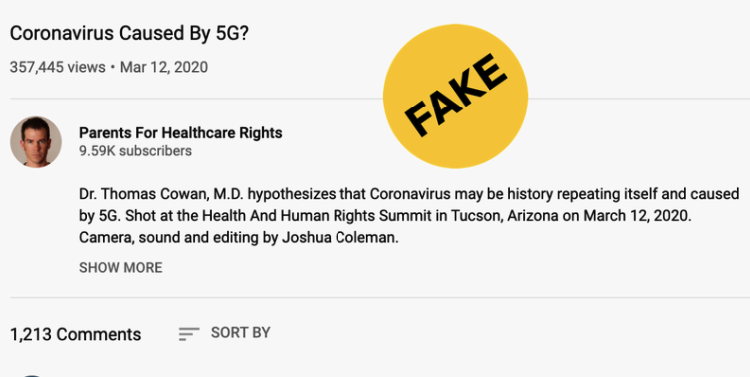 Coronavirus Caused By 5G?
357,445 views • Mar 12, 2020
FAKE
Parents For Healthcare Rights
9.59K subscribers
Dr. Thomas Cowan, M.D. hypothesizes that Coronavirus may be history repeating itself and caused
by 5G. Shot at the Health And Human Rights Summit in Tucson, Arizona on March 12, 2020.
Camera, sound and editing by Joshua Coleman.
SHOW MORE
1,213 Comments
SORT BY